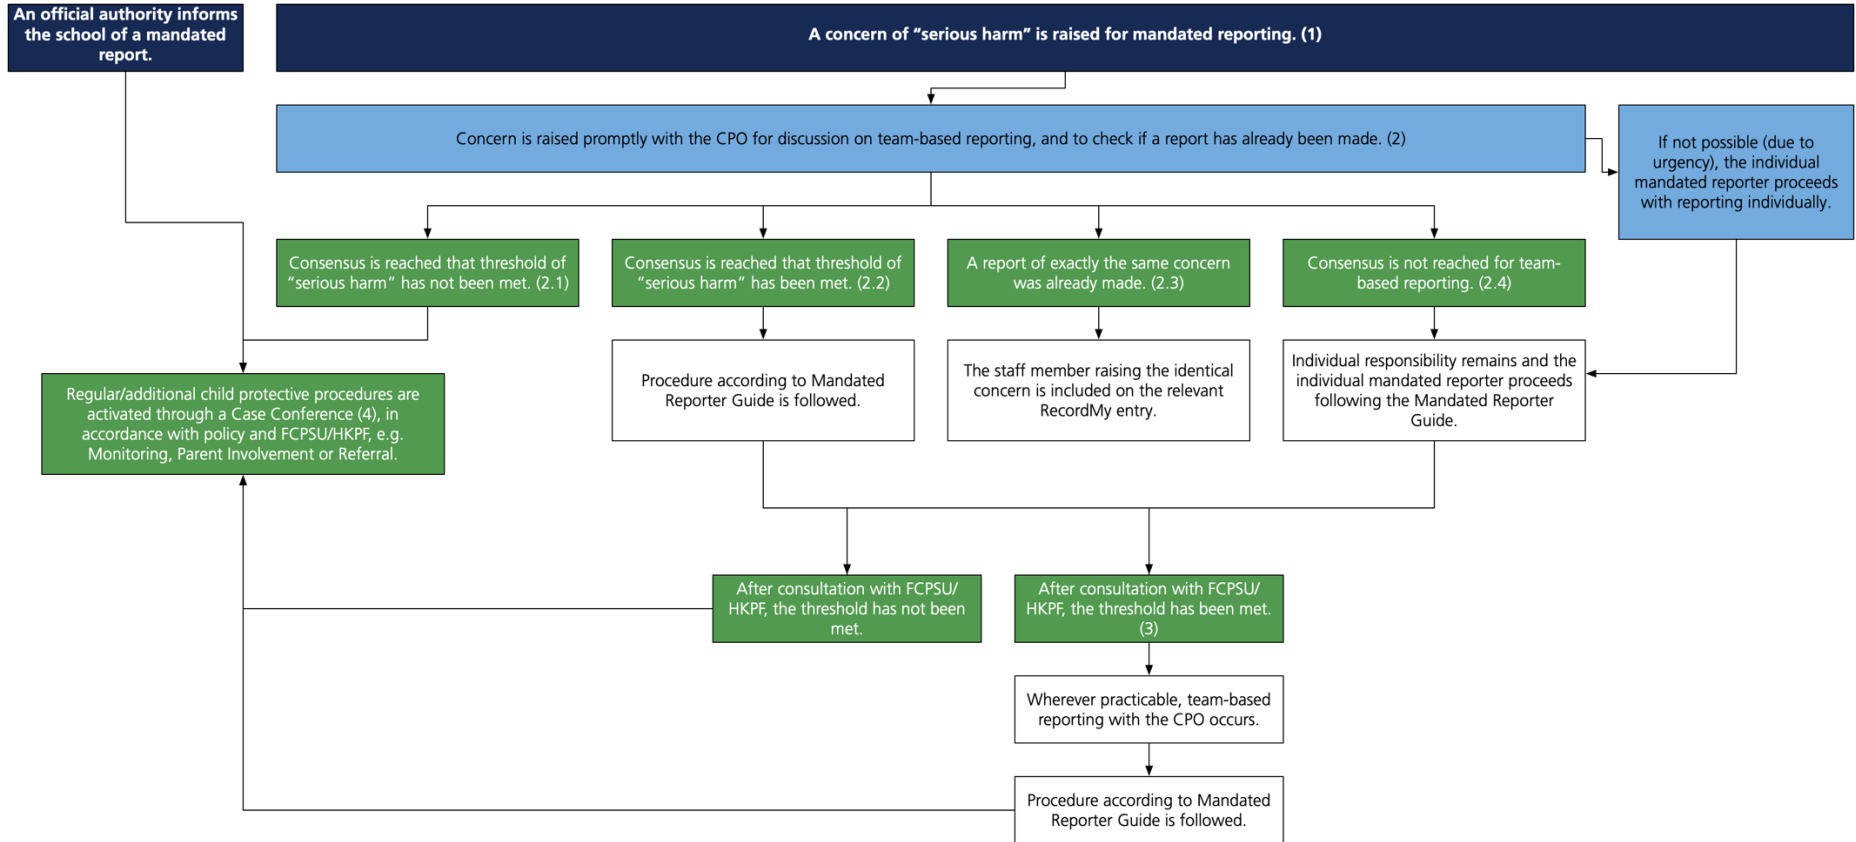 An official authority informs
the school of a mandated
report.
A concern of “serious harm” is raised for mandated reporting. (1)
Concern is raised promptly with the CPO for discussion on team-based reporting, and to check if a report has already been made. (2)
If not possible (due to
urgency), the individual
mandated reporter proceeds
with reporting individually.
Consensus is reached that threshold of
“serious harm” has not been met. (2.1)
Consensus is reached that threshold of
“serious harm” has been met. (2.2)
A report of exactly the same concern
was already made. (2.3)
Consensus is not reached for team-
based reporting. (2.4)
Regular/additional child protective procedures are
activated through a Case Conference (4), in
accordance with policy and FCPSU/HKPF, e.g.
Monitoring, Parent Involvement or Referral.
Procedure according to Mandated
Reporter Guide is followed.
The staff member raising the identical
concern is included on the relevant
RecordMy entry.
Individual responsibility remains and the
individual mandated reporter proceeds
following the Mandated Reporter
Guide.
After consultation with FCPSU/
HKPF, the threshold has not been
met.
After consultation with FCPSU/
HKPF, the threshold has been met.
(3)
Wherever practicable, team-based
reporting with the CPO occurs.
Procedure according to Mandated
Reporter Guide is followed.